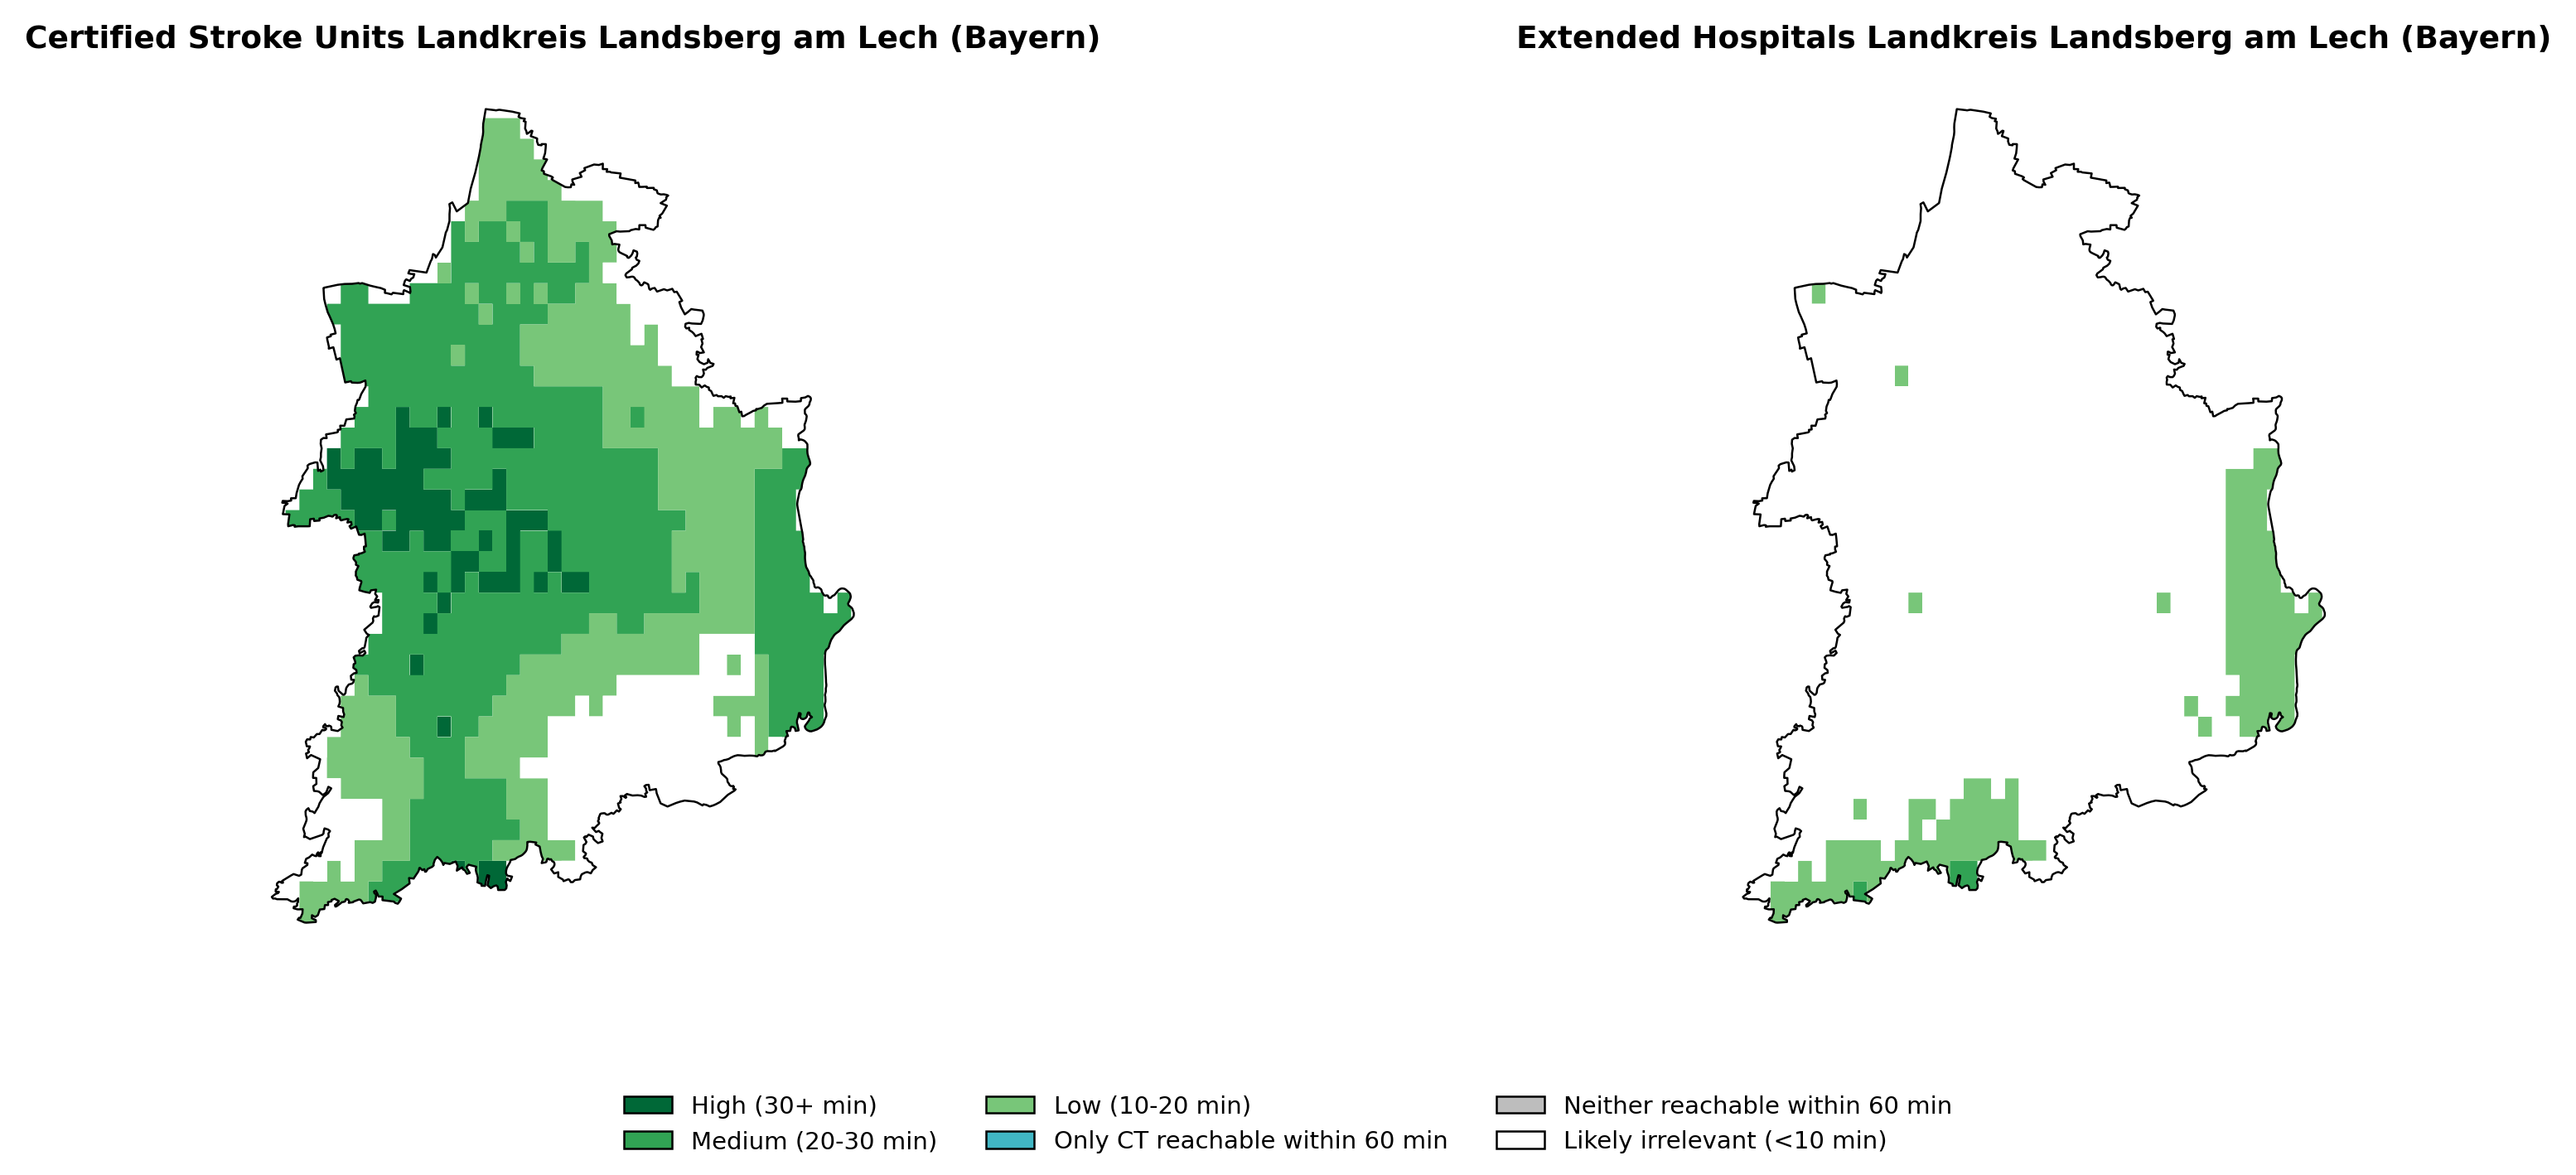 Certified Stroke Units Landkreis Landsberg am Lech (Bayern)
Extended Hospitals Landkreis Landsberg am Lech (Bayern)
High (30+ min)
Medium (20-30 min)
Low (10-20 min)
Only CT reachable within 60 min
Neither reachable within 60 min
Likely irrelevant (<10 min)